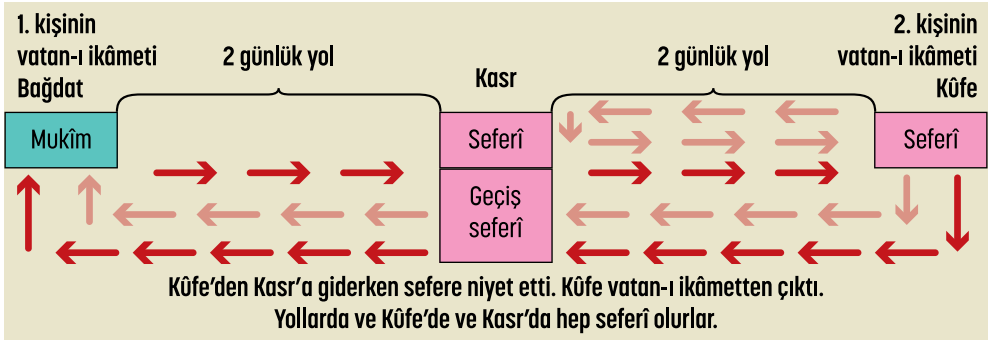 1. kişinin
vatan-ı ikâmeti
Bağdat
2 günlük yol
Kasr
2 günlük yol
2. kişinin
vatan-ı ikâmeti
Kûfe
Mukîm
Seferî
Seferî
Geçiş
seferî
Kûfe’den Kasr’a giderken sefere niyet etti. Kûfe vatan-ı ikâmetten çıktı.
Yollarda ve Kûfe’de ve Kasr’da hep seferî olurlar.